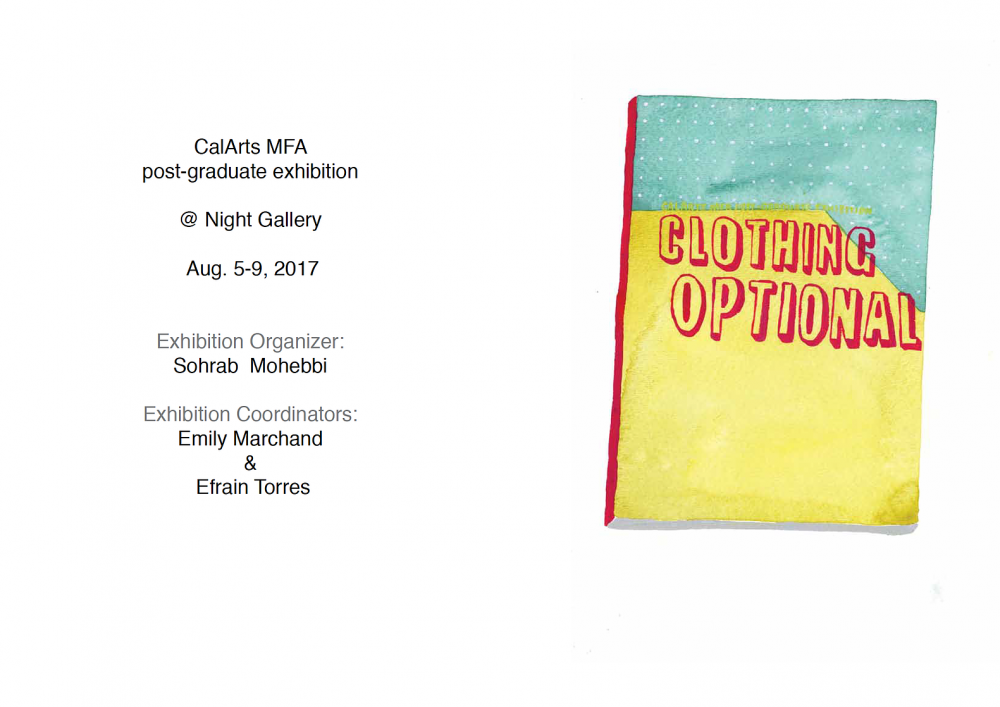 CalArts MFA
post-graduate exhibition
@ Night Gallery
Aug. 5-9, 2017
Exhibition Organizer:
Sohrab Mohebbi
Exhibition Coordinators:
Emily Marchand
&
Efrain Torres
CLOTHING
OPTIONAL